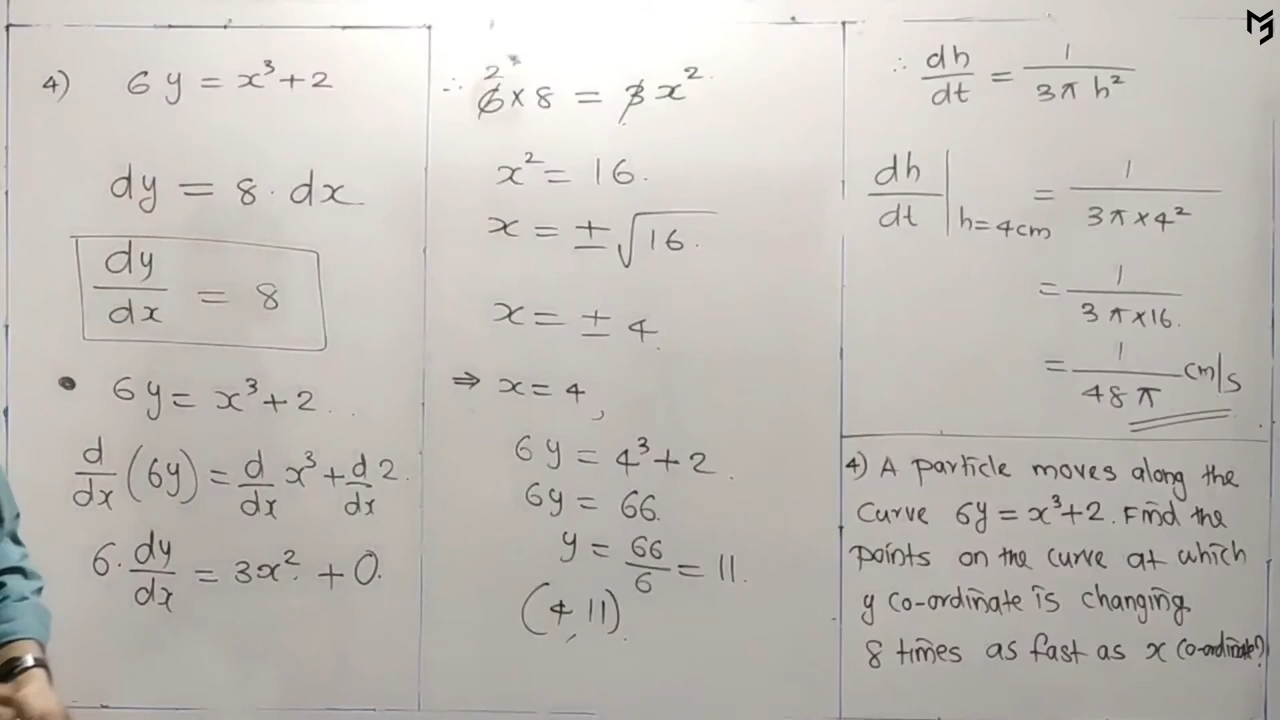 4) 6y = x³+2
dy = 8 · dx
dy/dx = 8
• 6y = x³+2..
d/dx (6y) = d/dx x³ + d/dx 2.
6· dy/dx = 3x² + 0.
2
∴ 6×8 = 3x²
x² = 16.
x = ±√16.
x = ± 4.
⇒ x = 4,
6y = 4³+2.
6y = 66.
y = 66/6 = 11.
(4, 11).
∴ dh/dt = 1/3πh²
dh/dt | h=4cm = 1/3π×4²
= 1/3π×16.
= 1/48π cm/s
4) A particle moves along the
curve 6y = x³+2. Find the
points on the curve at which
y co-ordinate is changing
8 times as fast as x co-ordinate?